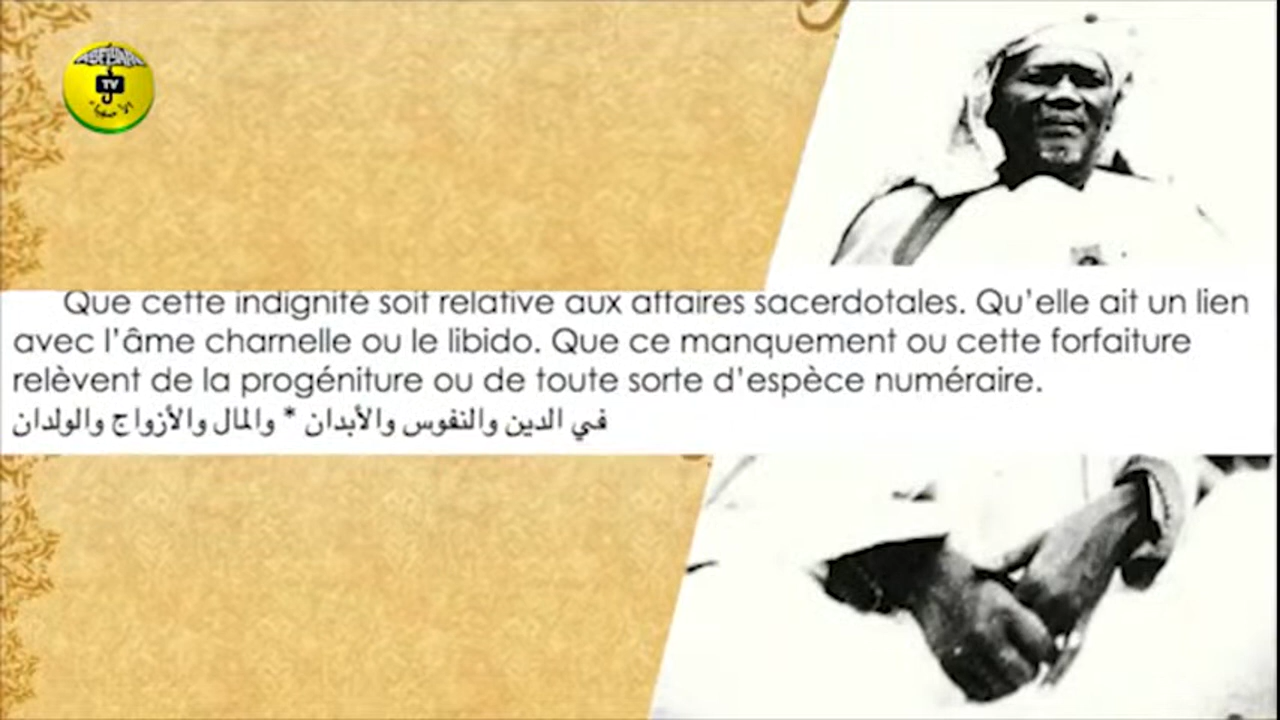 ASFIYAHI
TV
الأصفياء
Que cette indignité soit relative aux affaires sacerdotales. Qu’elle ait un lien
avec l’âme charnelle ou le libido. Que ce manquement ou cette forfaiture
relèvent de la progéniture ou de toute sorte d’espèce numéraire.
في الدين والنفوس والأبدان * والمال والأزواج والولدان